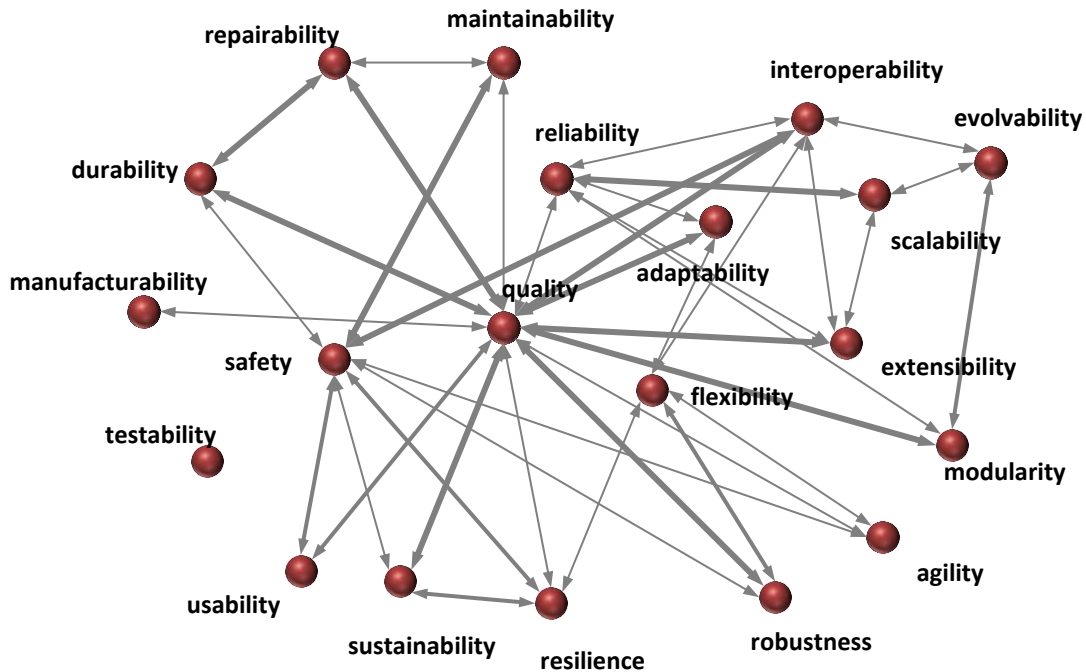 maintainability
repairability
interoperability
evolvability
reliability
durability
scalability
adaptability
manufacturability
quality
safety
extensibility
flexibility
testability
modularity
agility
usability
robustness
sustainability
resilience